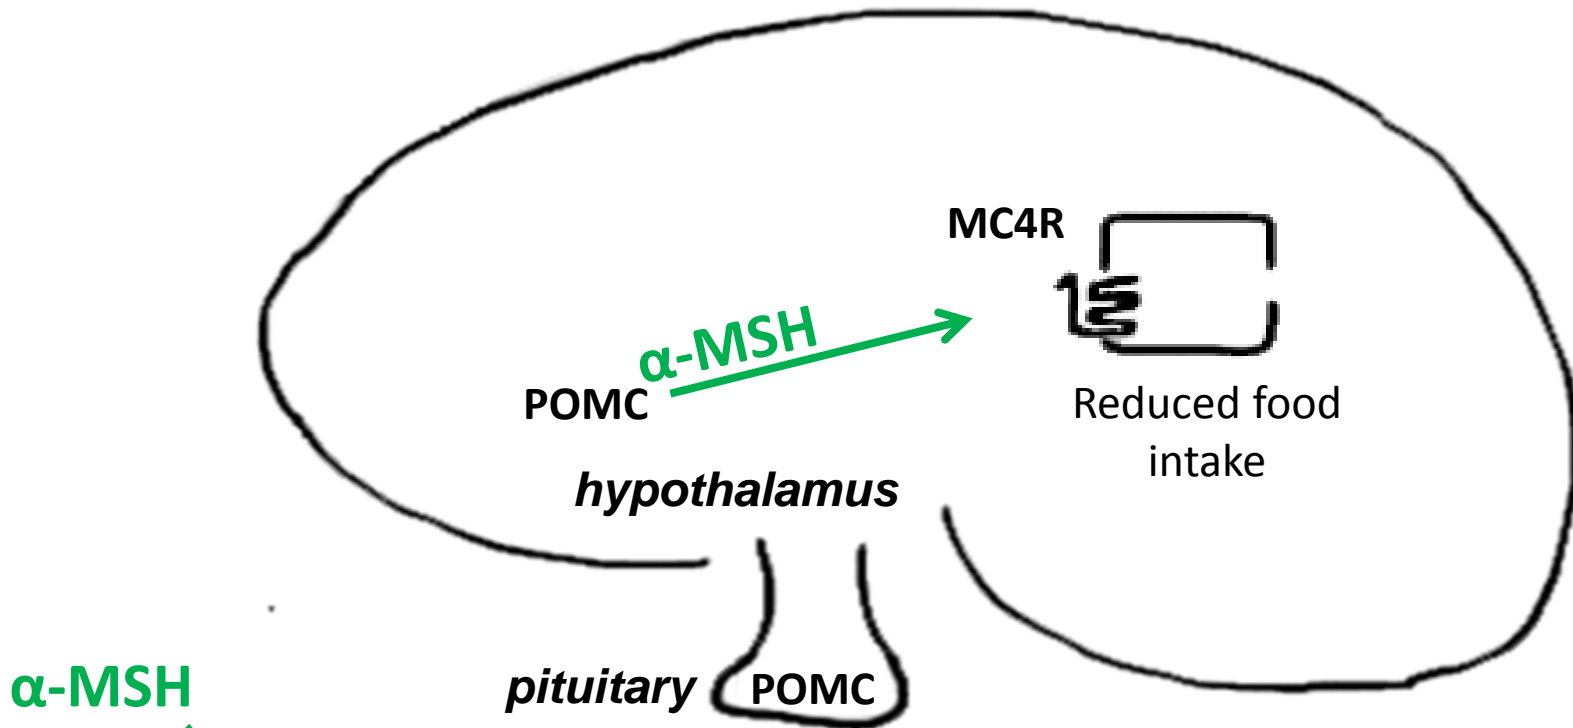 MC4R
α-MSH
POMC
Reduced food
intake
hypothalamus
α-MSH
pituitary
POMC